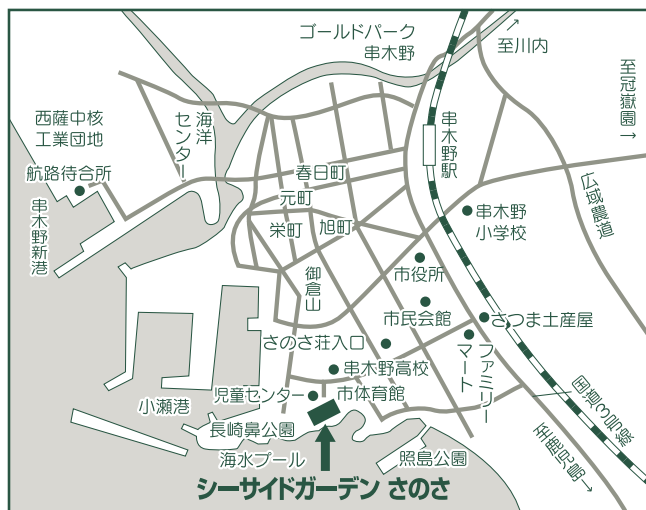 ゴールドパーク
串木野
至川内
至冠嶽園→
西薩中核
工業団地
海洋
センター
航路待合所
串木野新港
串木野駅
春日町
元町
栄町
旭町
広域農道
串木野
小学校
御倉山
市役所
市民会館
さつま土産屋
さのさ荘入口
ファミリー
マート
串木野高校
児童センター
市体育館
国道3号線
小瀬港
長崎鼻公園
海水プール
照島公園
至鹿児島→
シーサイドガーデン さのさ